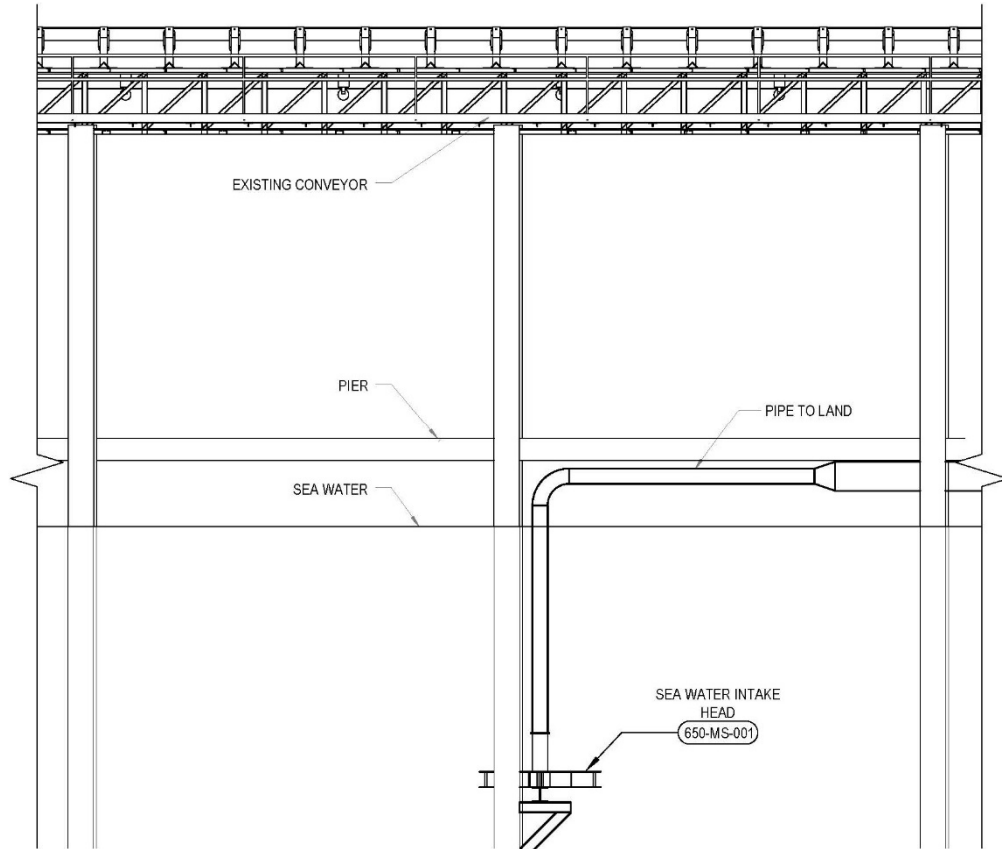 EXISTING CONVEYOR
PIER
PIPE TO LAND
SEA WATER
SEA WATER INTAKE
HEAD
650-MS-001